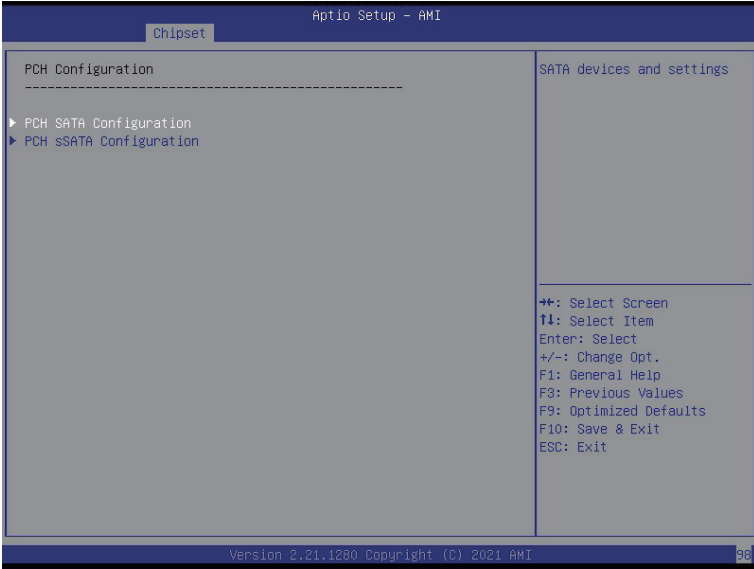 Aptio Setup – AMI
Chipset
PCH Configuration
------------------------------------------------
▶ PCH SATA Configuration
▶ PCH sSATA Configuration
SATA devices and settings
→←: Select Screen
↑↓: Select Item
Enter: Select
+/-: Change Opt.
F1: General Help
F3: Previous Values
F9: Optimized Defaults
F10: Save & Exit
ESC: Exit
Version 2.21.1280 Copyright (C) 2021 AMI
98